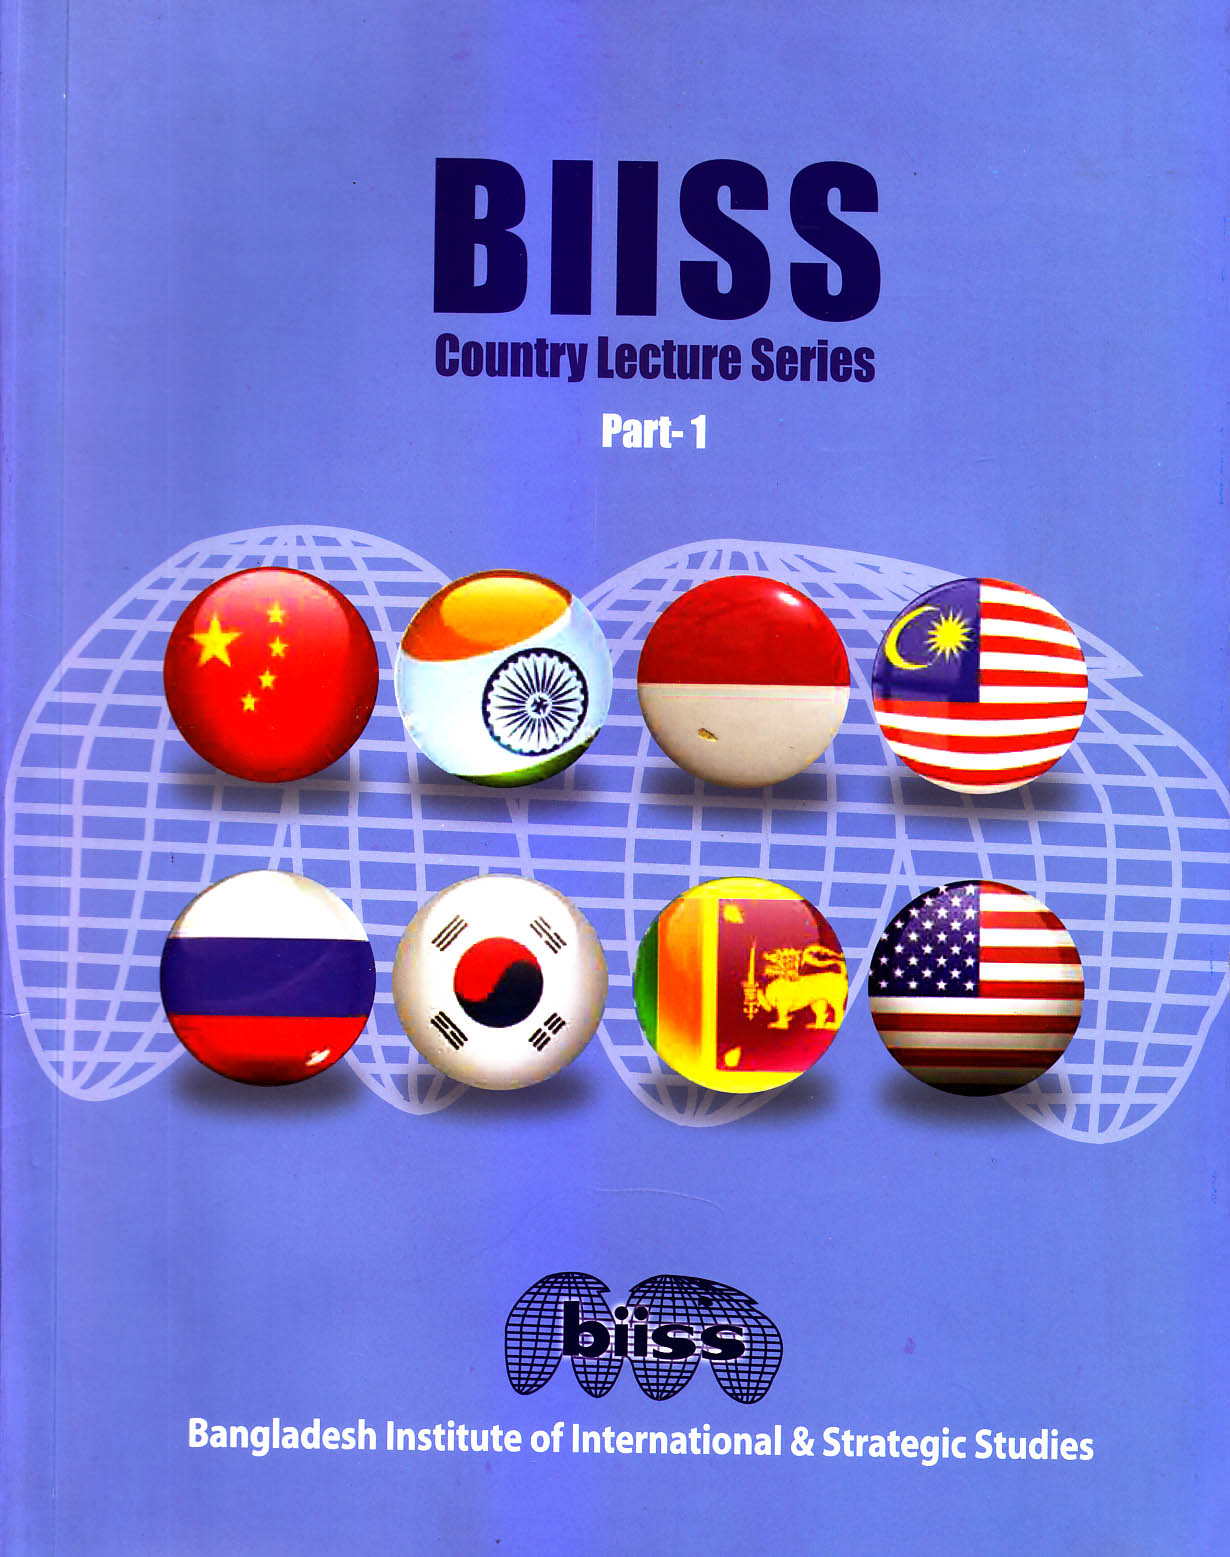 BIISS
Country Lecture Series
Part- 1
biiss
Bangladesh Institute of International & Strategic Studies